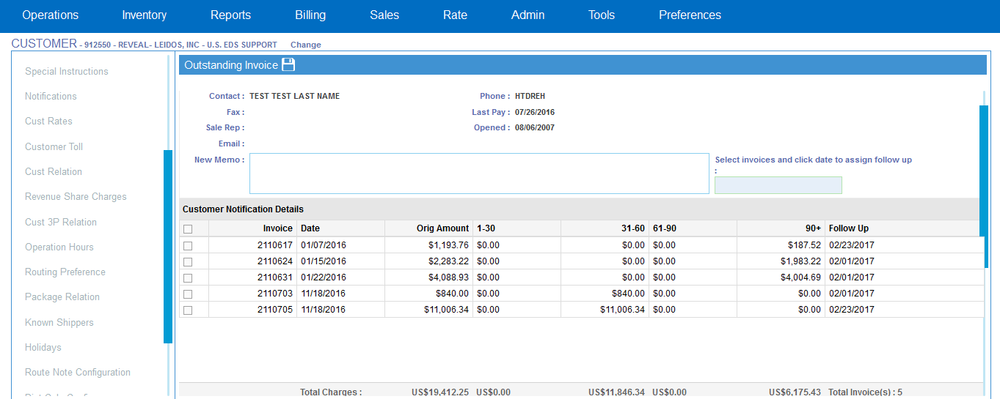 Operations Inventory Reports Billing Sales Rate Admin Tools Preferences
CUSTOMER - 912550 - REVEAL- LEIDOS, INC - U.S. EDS SUPPORT Change
Special Instructions
Notifications
Cust Rates
Customer Toll
Cust Relation
Revenue Share Charges
Cust 3P Relation
Operation Hours
Routing Preference
Package Relation
Known Shippers
Holidays
Route Note Configuration
Outstanding Invoice
Contact : TEST TEST LAST NAME Phone : HTDREH
Fax : Last Pay : 07/26/2016
Sale Rep : Opened : 08/06/2007
Email :
New Memo : Select invoices and click date to assign follow up
:
Customer Notification Details
Invoice Date Orig Amount 1-30 31-60 61-90 90+ Follow Up
2110617 01/07/2016 $1,193.76 $0.00 $0.00 $0.00 $187.52 02/23/2017
2110624 01/15/2016 $2,283.22 $0.00 $0.00 $0.00 $1,983.22 02/01/2017
2110631 01/22/2016 $4,088.93 $0.00 $0.00 $0.00 $4,004.69 02/01/2017
2110703 11/18/2016 $840.00 $0.00 $840.00 $0.00 $0.00 02/01/2017
2110705 11/18/2016 $11,006.34 $0.00 $11,006.34 $0.00 $0.00 02/23/2017
Total Charges : US$19,412.25 US$0.00 US$11,846.34 US$0.00 US$6,175.43 Total Invoice(s) : 5